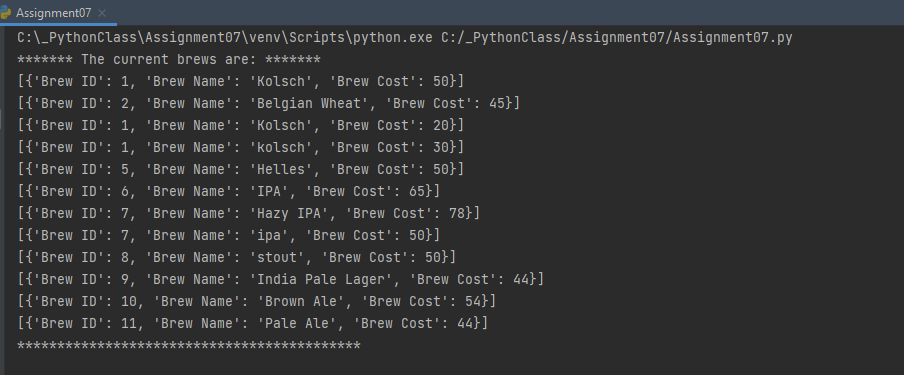 Assignment07
C:\_PythonClass\Assignment07\venv\Scripts\python.exe C:/_PythonClass/Assignment07/Assignment07.py
******* The current brews are: *******
[{'Brew ID': 1, 'Brew Name': 'Kolsch', 'Brew Cost': 50}]
[{'Brew ID': 2, 'Brew Name': 'Belgian Wheat', 'Brew Cost': 45}]
[{'Brew ID': 1, 'Brew Name': 'Kolsch', 'Brew Cost': 20}]
[{'Brew ID': 1, 'Brew Name': 'kolsch', 'Brew Cost': 30}]
[{'Brew ID': 5, 'Brew Name': 'Helles', 'Brew Cost': 50}]
[{'Brew ID': 6, 'Brew Name': 'IPA', 'Brew Cost': 65}]
[{'Brew ID': 7, 'Brew Name': 'Hazy IPA', 'Brew Cost': 78}]
[{'Brew ID': 7, 'Brew Name': 'ipa', 'Brew Cost': 50}]
[{'Brew ID': 8, 'Brew Name': 'stout', 'Brew Cost': 50}]
[{'Brew ID': 9, 'Brew Name': 'India Pale Lager', 'Brew Cost': 44}]
[{'Brew ID': 10, 'Brew Name': 'Brown Ale', 'Brew Cost': 54}]
[{'Brew ID': 11, 'Brew Name': 'Pale Ale', 'Brew Cost': 44}]
*******************************************